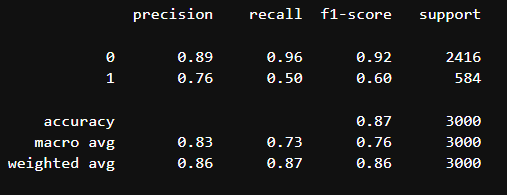 precision recall f1-score support
0 0.89 0.96 0.92 2416
1 0.76 0.50 0.60 584
accuracy 0.87 3000
macro avg 0.83 0.73 0.76 3000
weighted avg 0.86 0.87 0.86 3000